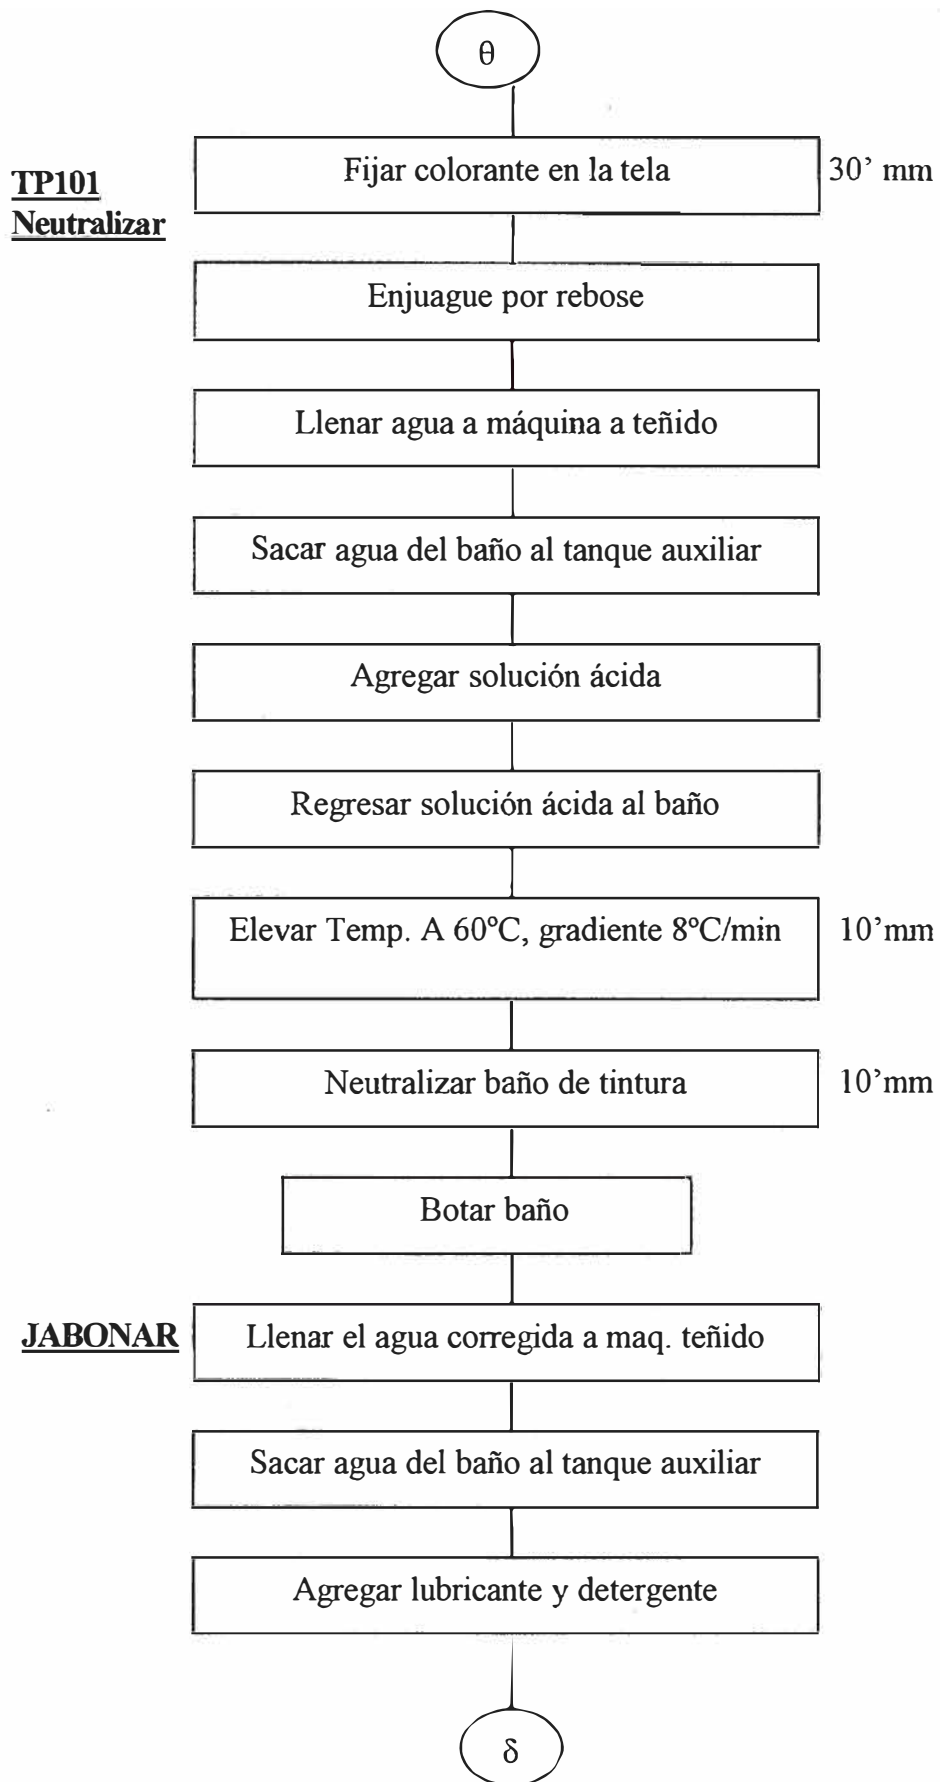 θ
Fijar colorante en la tela
30’ mm
TP101
Neutralizar
Enjuague por rebose
Llenar agua a máquina a teñido
Sacar agua del baño al tanque auxiliar
Agregar solución ácida
Regresar solución ácida al baño
Elevar Temp. A 60ºC, gradiente 8ºC/min
10’mm
Neutralizar baño de tintura
10’mm
Botar baño
JABONAR
Llenar el agua corregida a maq. teñido
Sacar agua del baño al tanque auxiliar
Agregar lubricante y detergente
δ